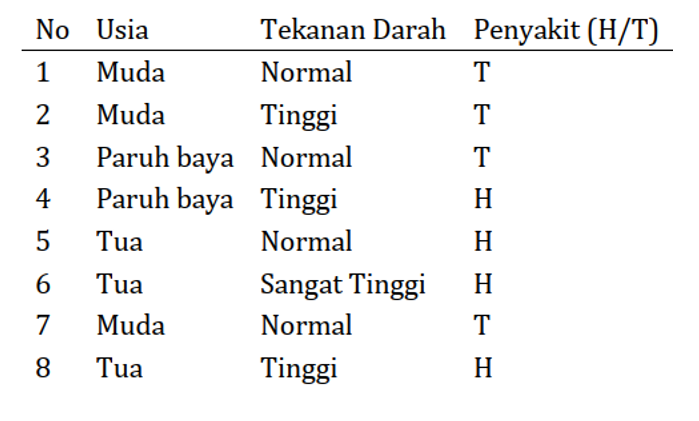 No Usia Tekanan Darah Penyakit (H/T)
1 Muda Normal T
2 Muda Tinggi T
3 Paruh baya Normal T
4 Paruh baya Tinggi H
5 Tua Normal H
6 Tua Sangat Tinggi H
7 Muda Normal T
8 Tua Tinggi H